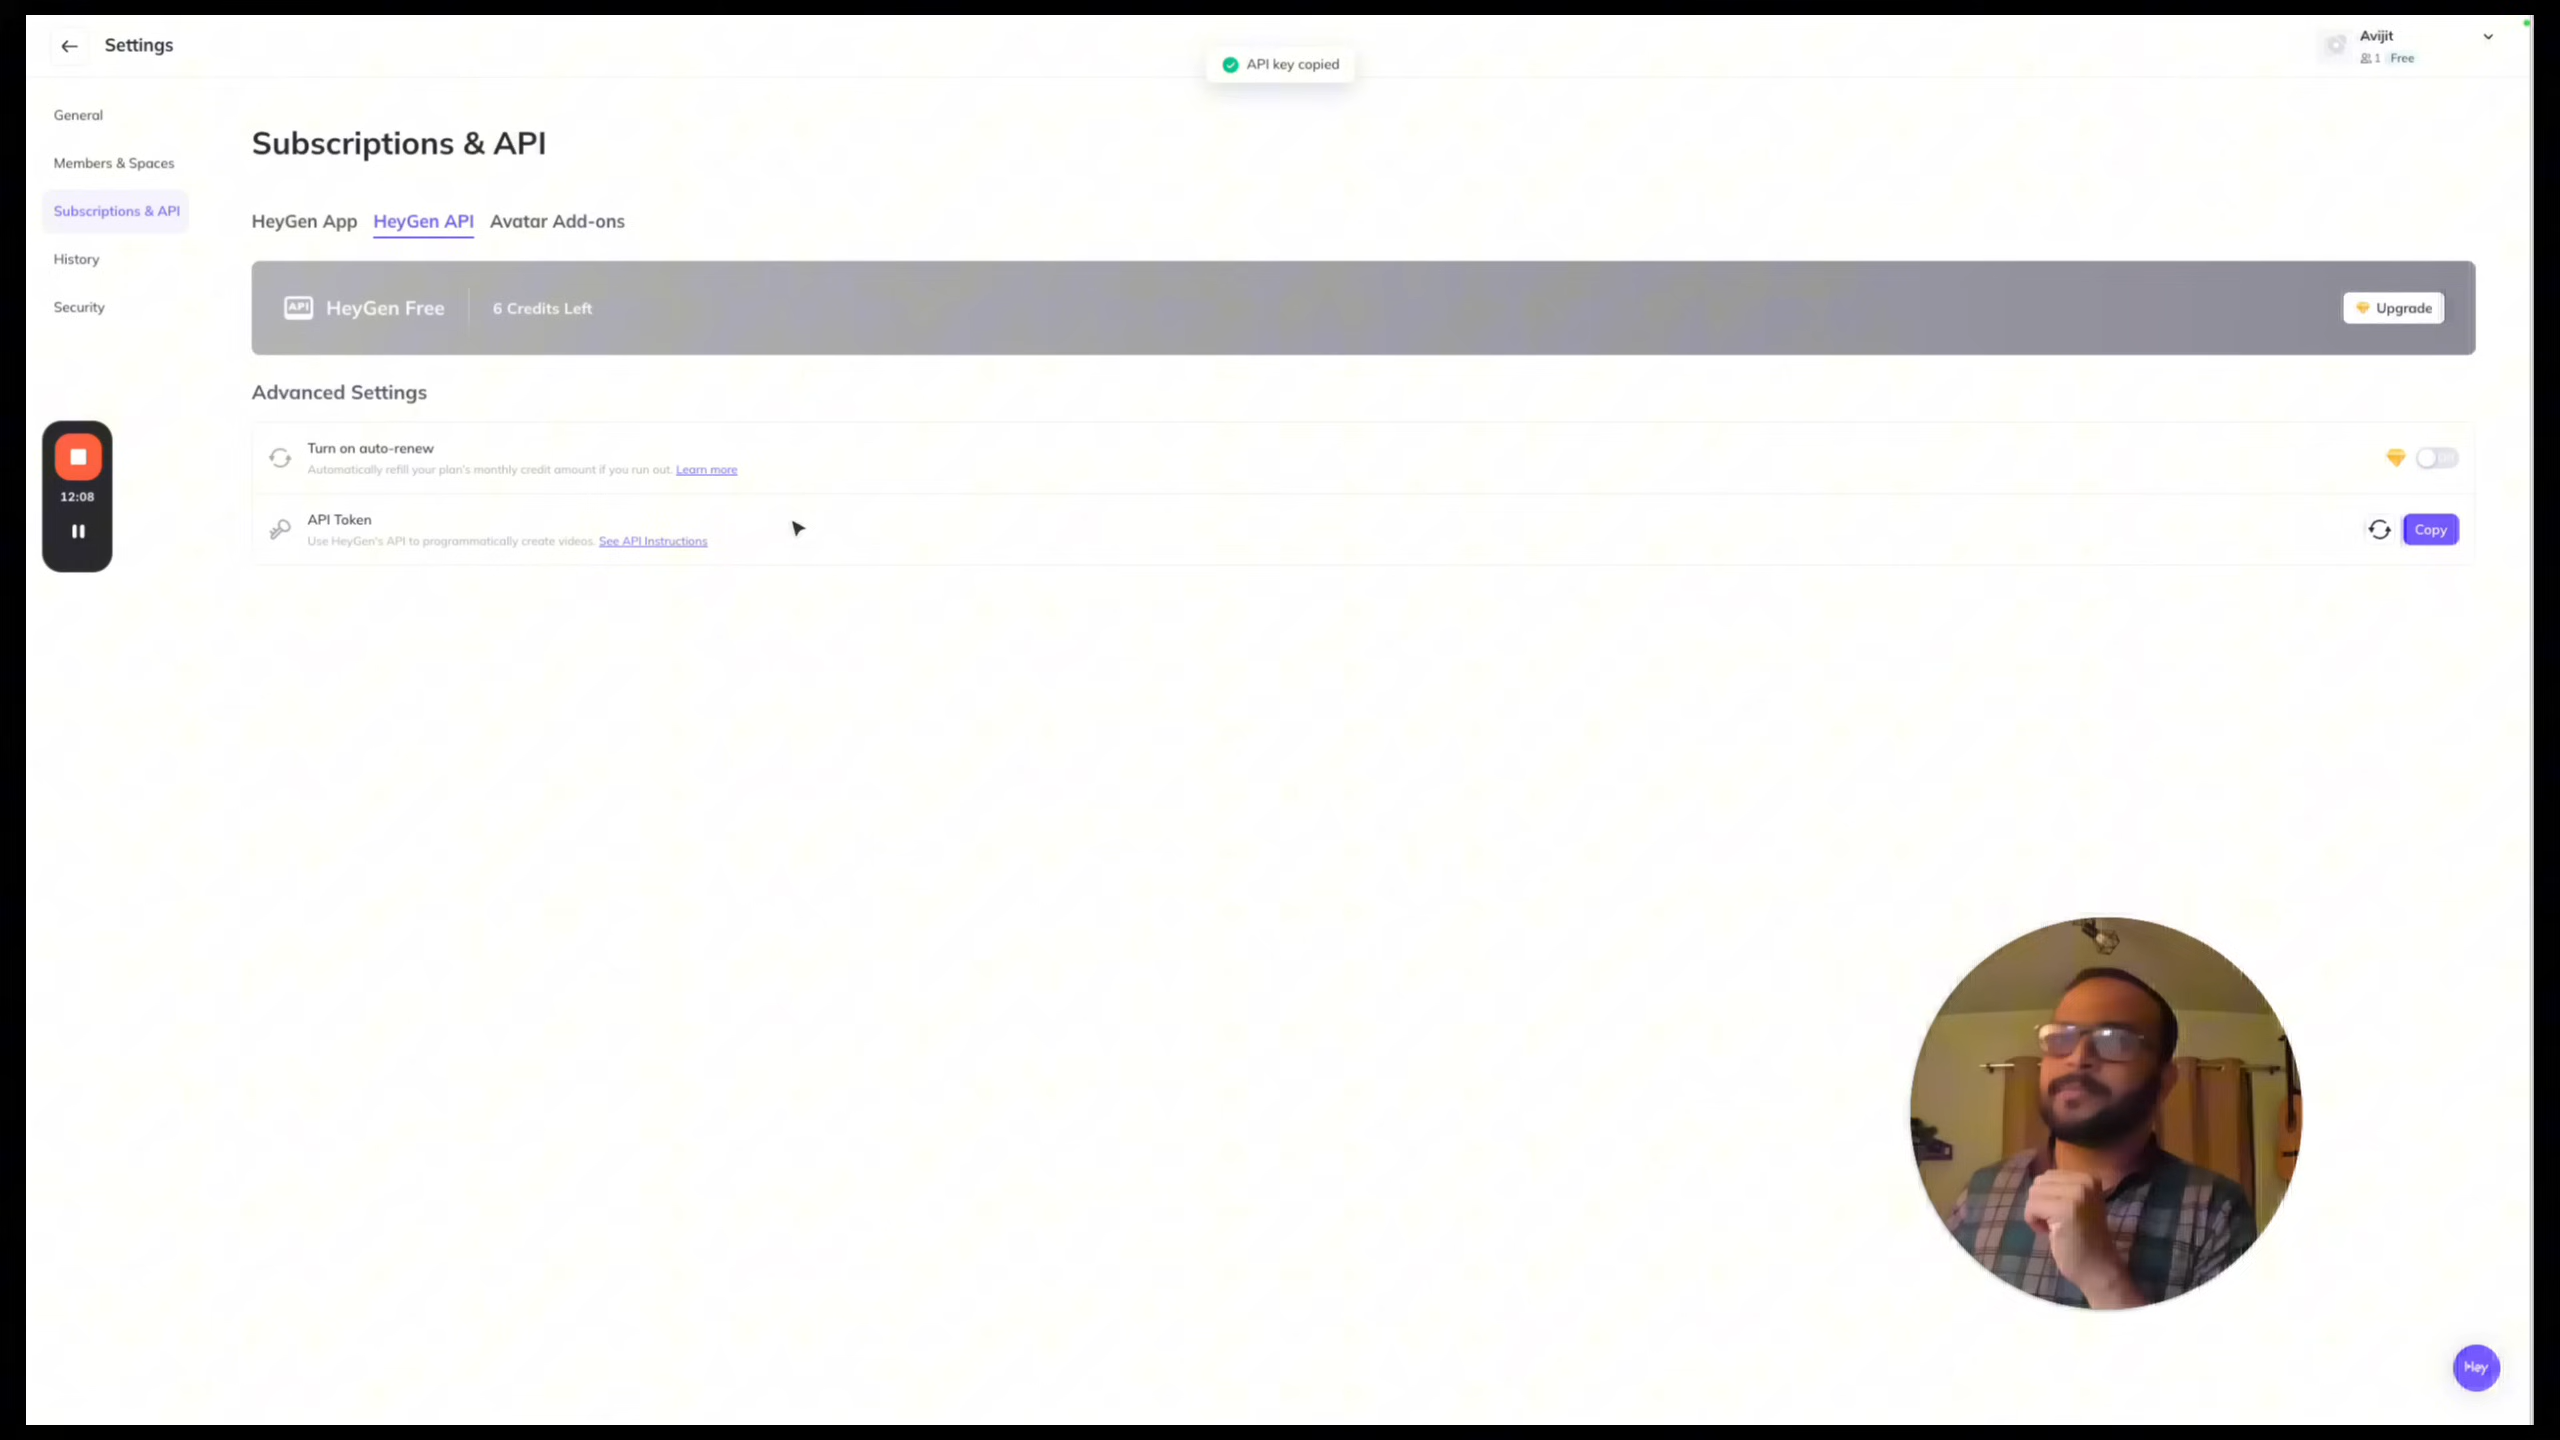 Settings
API key copied
Avijit
1 Free
General
Members & Spaces
Subscriptions & API
History
Security
Subscriptions & API
HeyGen App HeyGen API Avatar Add-ons
API HeyGen Free 6 Credits Left
Upgrade
Advanced Settings
Turn on auto-renew
Automatically refill your plan's monthly credit amount if you run out. Learn more
API Token
Use HeyGen's API to programmatically create videos. See API Instructions
Copy
12:08
Hey